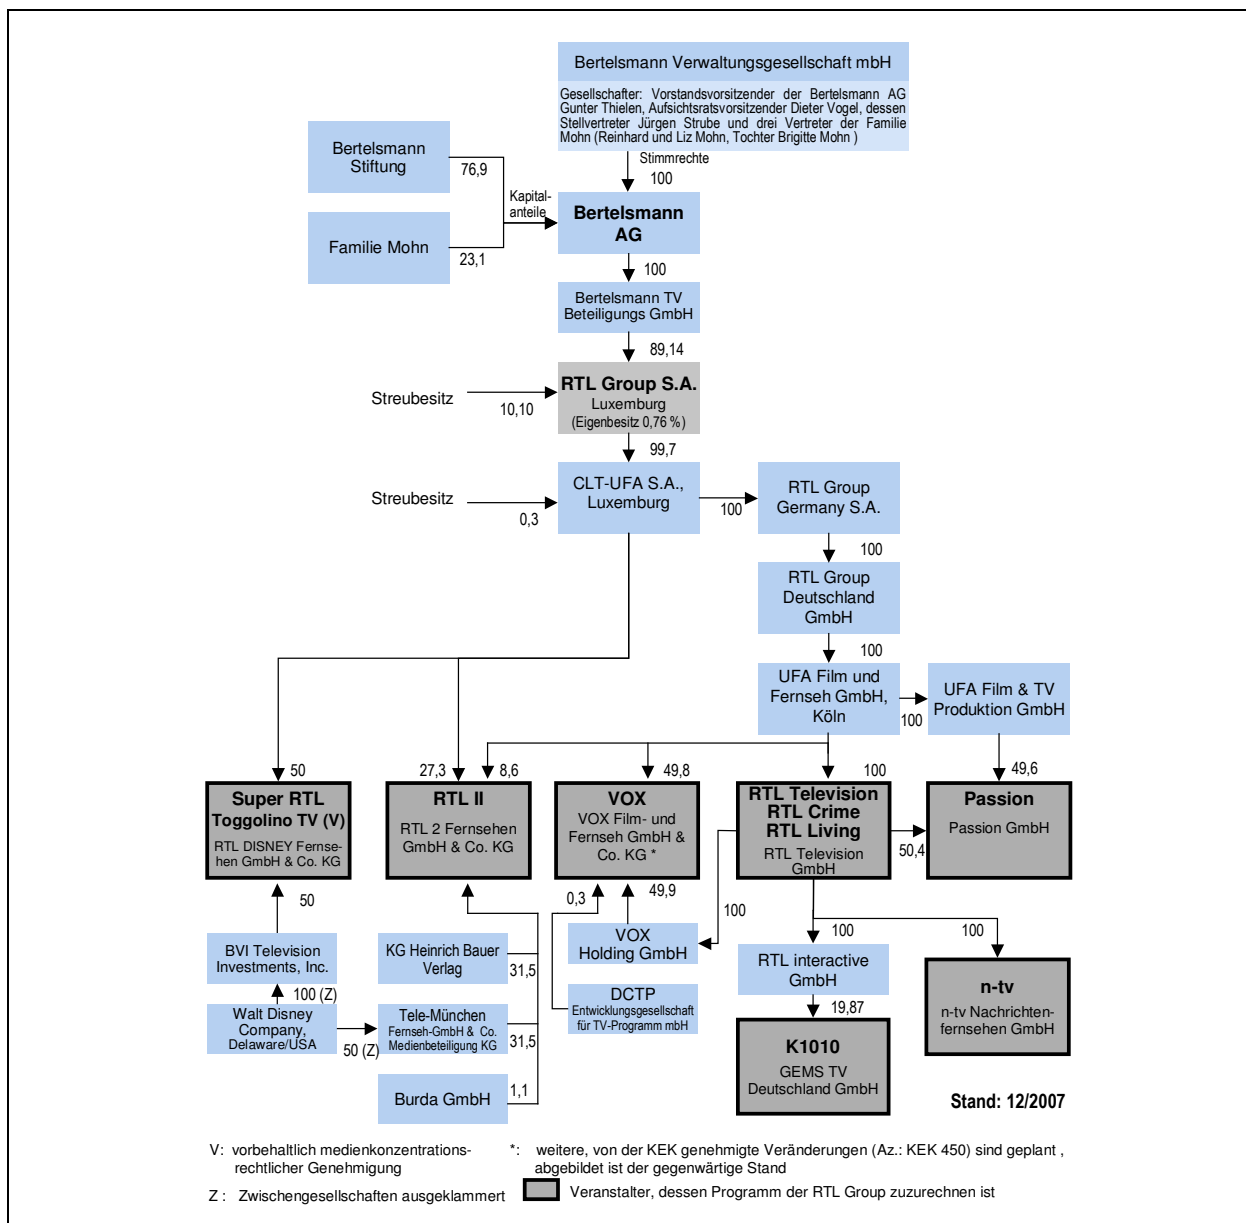 Bertelsmann Verwaltungsgesellschaft mbH
Gesellschafter: Vorstandsvorsitzender der Bertelsmann AG
Gunter Thielen, Aufsichtsratsvorsitzender Dieter Vogel, dessen
Stellvertreter Jürgen Strube und drei Vertreter der Familie
Mohn (Reinhard und Liz Mohn, Tochter Brigitte Mohn )
Stimmrechte
100
Bertelsmann
Stiftung
76,9
Kapital-
anteile
Familie Mohn
23,1
Bertelsmann
AG
100
Bertelsmann TV
Beteiligungs GmbH
89,14
Streubesitz
10,10
RTL Group S.A.
Luxemburg
(Eigenbesitz 0,76 %)
99,7
Streubesitz
0,3
CLT-UFA S.A.,
Luxemburg
100
RTL Group
Germany S.A.
100
RTL Group
Deutschland
GmbH
100
UFA Film und
Fernseh GmbH,
Köln
100
UFA Film & TV
Produktion GmbH
50
27,3
8,6
49,8
100
49,6
Super RTL
Toggolino TV (V)
RTL DISNEY Fernse-
hen GmbH & Co. KG
RTL II
RTL 2 Fernsehen
GmbH & Co. KG
VOX
VOX Film- und
Fernseh GmbH &
Co. KG *
RTL Television
RTL Crime
RTL Living
RTL Television
GmbH
50,4
Passion
Passion GmbH
50
0,3
49,9
100
100
100
BVI Television
Investments, Inc.
100 (Z)
Walt Disney
Company,
Delaware/USA
50 (Z)
KG Heinrich Bauer
Verlag
31,5
Tele-München
Fernseh-GmbH & Co.
Medienbeteiligung KG
31,5
Burda GmbH
1,1
VOX
Holding GmbH
DCTP
Entwicklungsgesellschaft
für TV-Programm mbH
RTL interactive
GmbH
19,87
K1010
GEMS TV
Deutschland GmbH
n-tv
n-tv Nachrichten-
fernsehen GmbH
Stand: 12/2007
V: vorbehaltlich medienkonzentrations-
rechtlicher Genehmigung
*: weitere, von der KEK genehmigte Veränderungen (Az.: KEK 450) sind geplant ,
abgebildet ist der gegenwärtige Stand
Z : Zwischengesellschaften ausgeklammert
Veranstalter, dessen Programm der RTL Group zuzurechnen ist